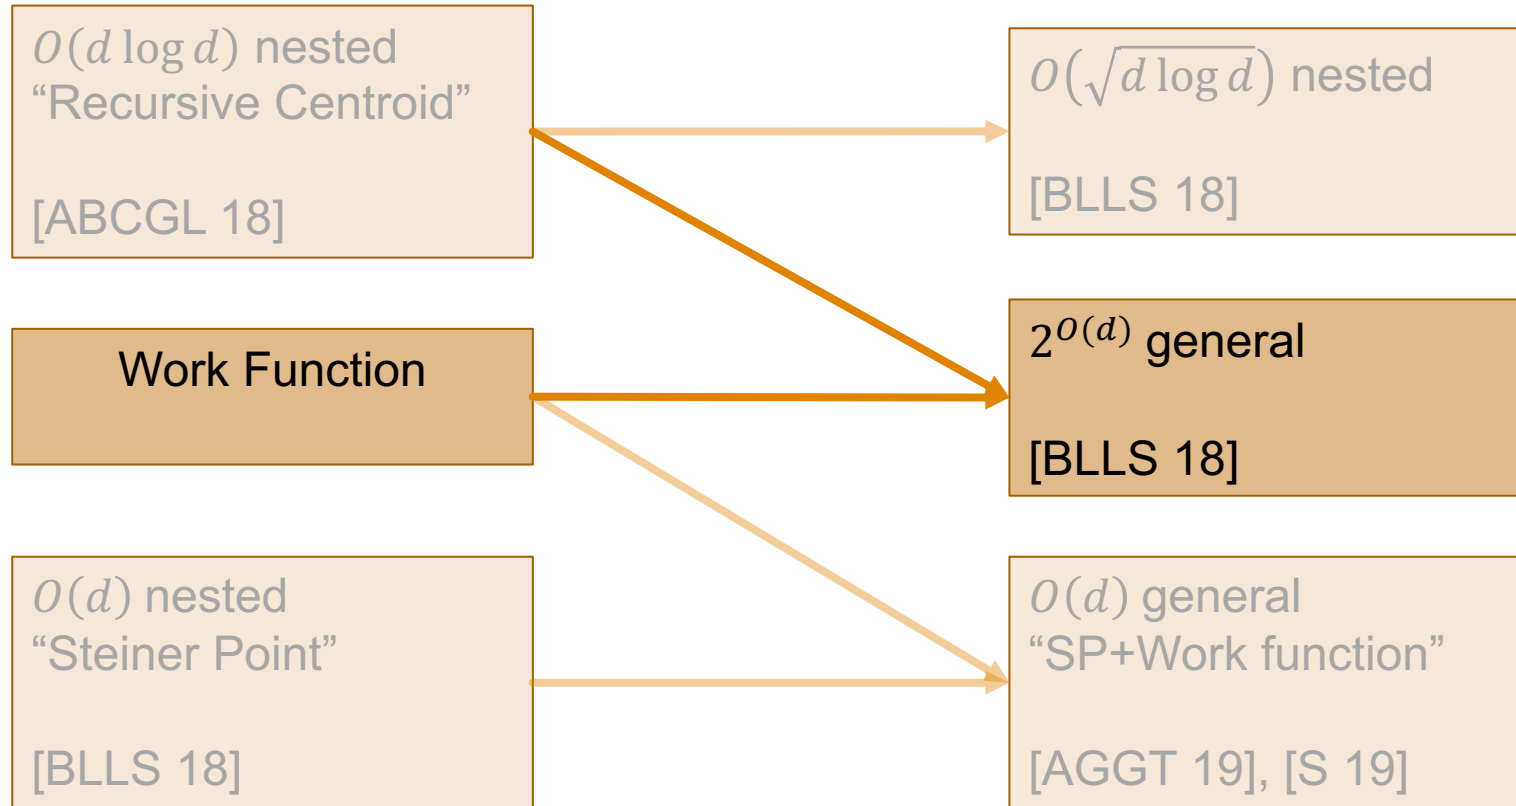 O(d log d) nested
“Recursive Centroid”
[ABCGL 18]
O(√(d log d)) nested
[BLLS 18]
Work Function
2^{O(d)} general
[BLLS 18]
O(d) nested
“Steiner Point”
[BLLS 18]
O(d) general
“SP+Work function”
[AGGT 19], [S 19]